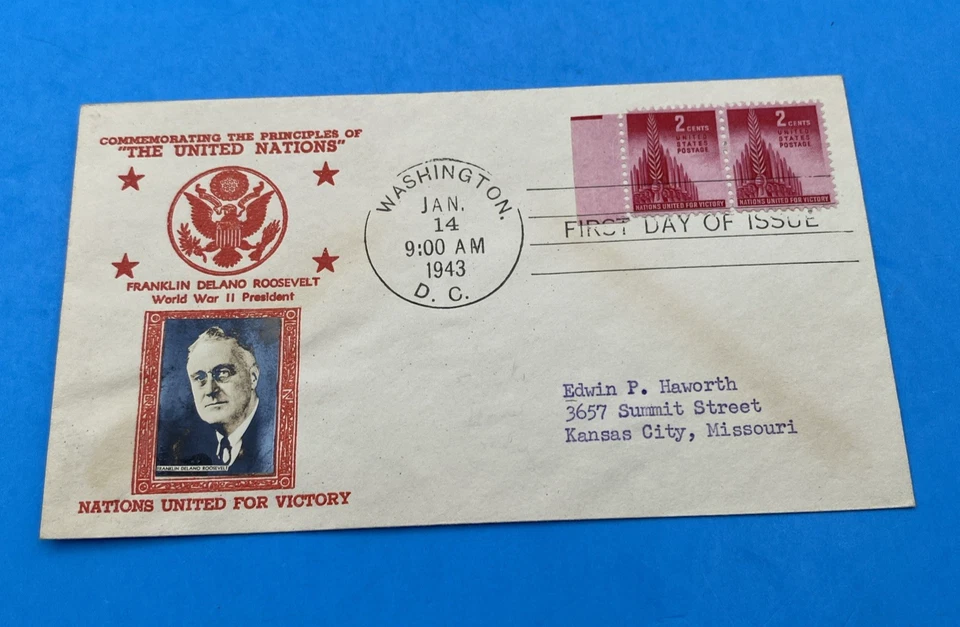 COMMEMORATING THE PRINCIPLES OF
"THE UNITED NATIONS"
FRANKLIN DELANO ROOSEVELT
World War II President
FRANKLIN DELANO ROOSEVELT
NATIONS UNITED FOR VICTORY
WASHINGTON.
JAN.
14
9:00 AM
1943
D. C.
2 CENTS
UNITED
STATES
POSTAGE
NATIONS UNITED FOR VICTORY
2 CENTS
UNITED
STATES
POSTAGE
NATIONS UNITED FOR VICTORY
FIRST DAY OF ISSUE
Edwin P. Haworth
3657 Summit Street
Kansas City, Missouri